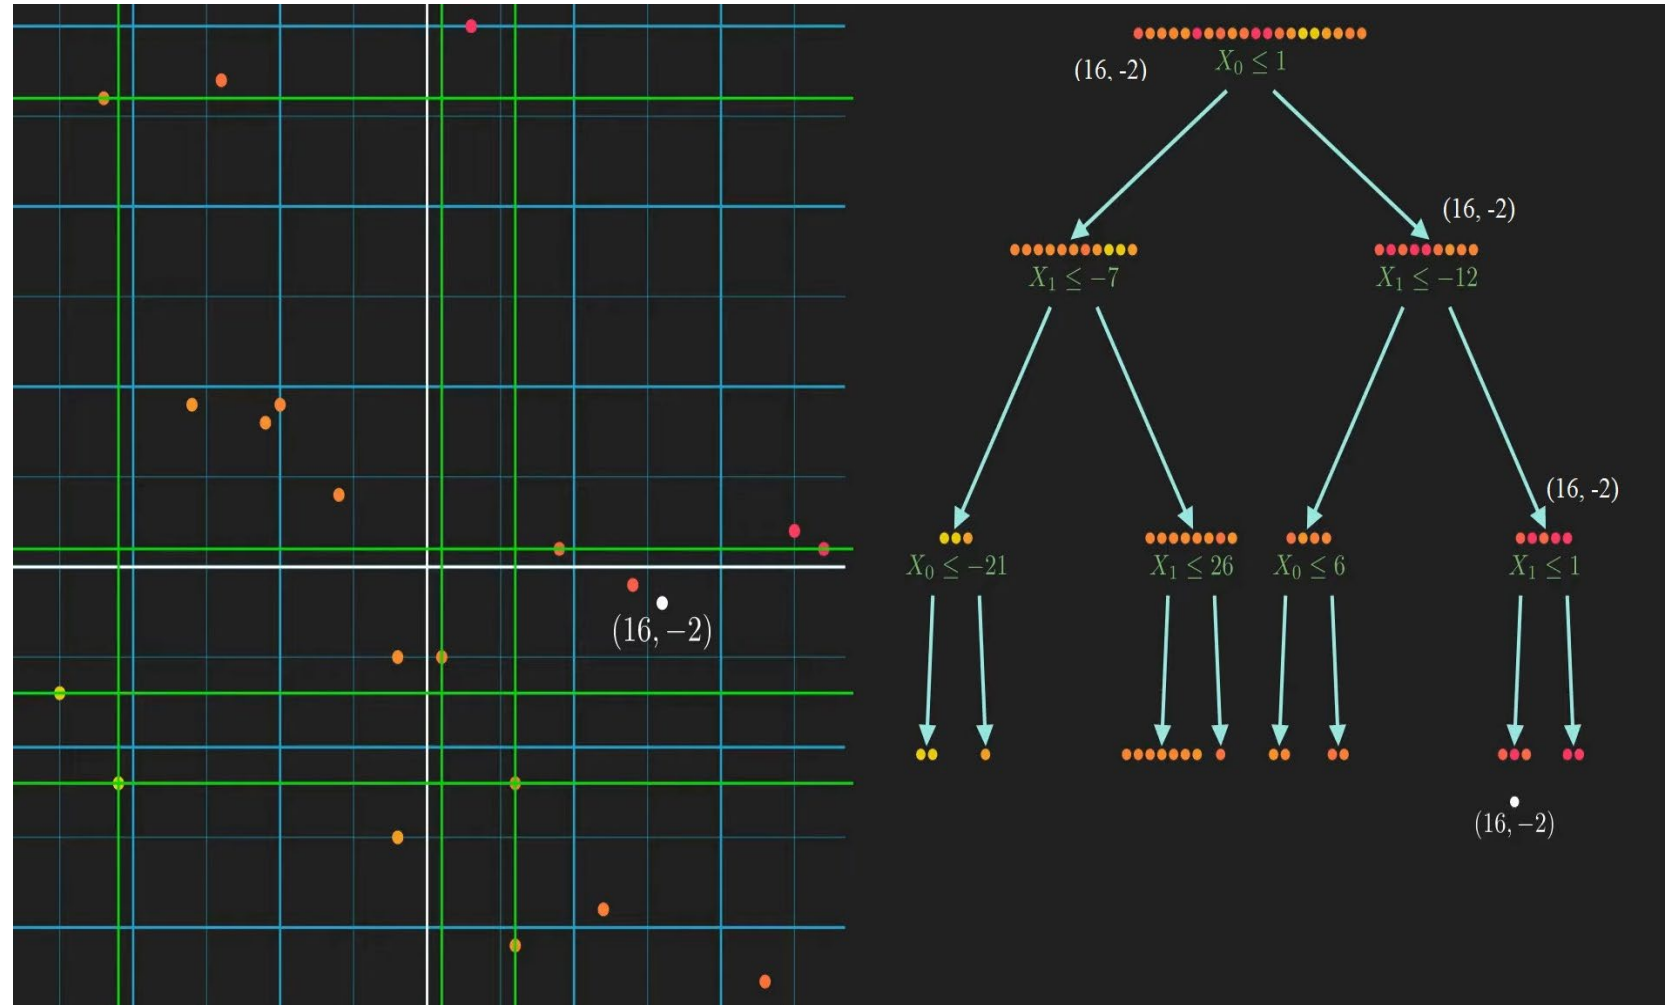 (16, −2)
(16, -2)
X₀ ≤ 1
(16, -2)
X₁ ≤ −7
X₁ ≤ −12
(16, -2)
X₀ ≤ −21
X₁ ≤ 26
X₀ ≤ 6
X₁ ≤ 1
(16, −2)